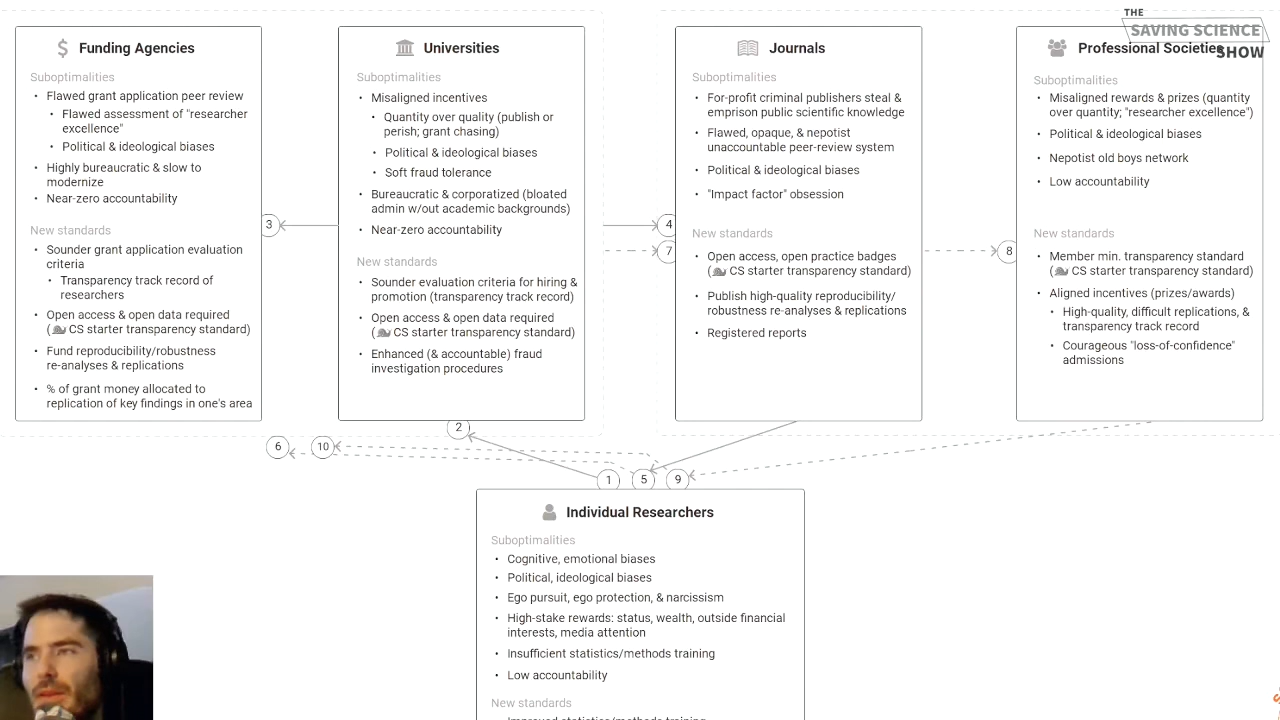 THE
SAVING SCIENCE
SHOW
Funding Agencies
Suboptimalities
• Flawed grant application peer review
• Flawed assessment of "researcher
excellence"
• Political & ideological biases
• Highly bureaucratic & slow to
modernize
• Near-zero accountability
New standards
• Sounder grant application evaluation
criteria
• Transparency track record of
researchers
• Open access & open data required
( CS starter transparency standard)
• Fund reproducibility/robustness
re-analyses & replications
• % of grant money allocated to
replication of key findings in one's area
3
Universities
Suboptimalities
• Misaligned incentives
• Quantity over quality (publish or
perish; grant chasing)
• Political & ideological biases
• Soft fraud tolerance
• Bureaucratic & corporatized (bloated
admin w/out academic backgrounds)
• Near-zero accountability
New standards
• Sounder evaluation criteria for hiring &
promotion (transparency track record)
• Open access & open data required
( CS starter transparency standard)
• Enhanced (& accountable) fraud
investigation procedures
4
7
Journals
Suboptimalities
• For-profit criminal publishers steal &
emprison public scientific knowledge
• Flawed, opaque, & nepotist
unaccountable peer-review system
• Political & ideological biases
• "Impact factor" obsession
New standards
• Open access, open practice badges
( CS starter transparency standard)
• Publish high-quality reproducibility/
robustness re-analyses & replications
• Registered reports
8
Professional Societies
Suboptimalities
• Misaligned rewards & prizes (quantity
over quantity; "researcher excellence")
• Political & ideological biases
• Nepotist old boys network
• Low accountability
New standards
• Member min. transparency standard
( CS starter transparency standard)
• Aligned incentives (prizes/awards)
• High-quality, difficult replications, &
transparency track record
• Courageous "loss-of-confidence"
admissions
2
6
10
1
5
9
Individual Researchers
Suboptimalities
• Cognitive, emotional biases
• Political, ideological biases
• Ego pursuit, ego protection, & narcissism
• High-stake rewards: status, wealth, outside financial
interests, media attention
• Insufficient statistics/methods training
• Low accountability
New standards
• Improved statistics/methods training